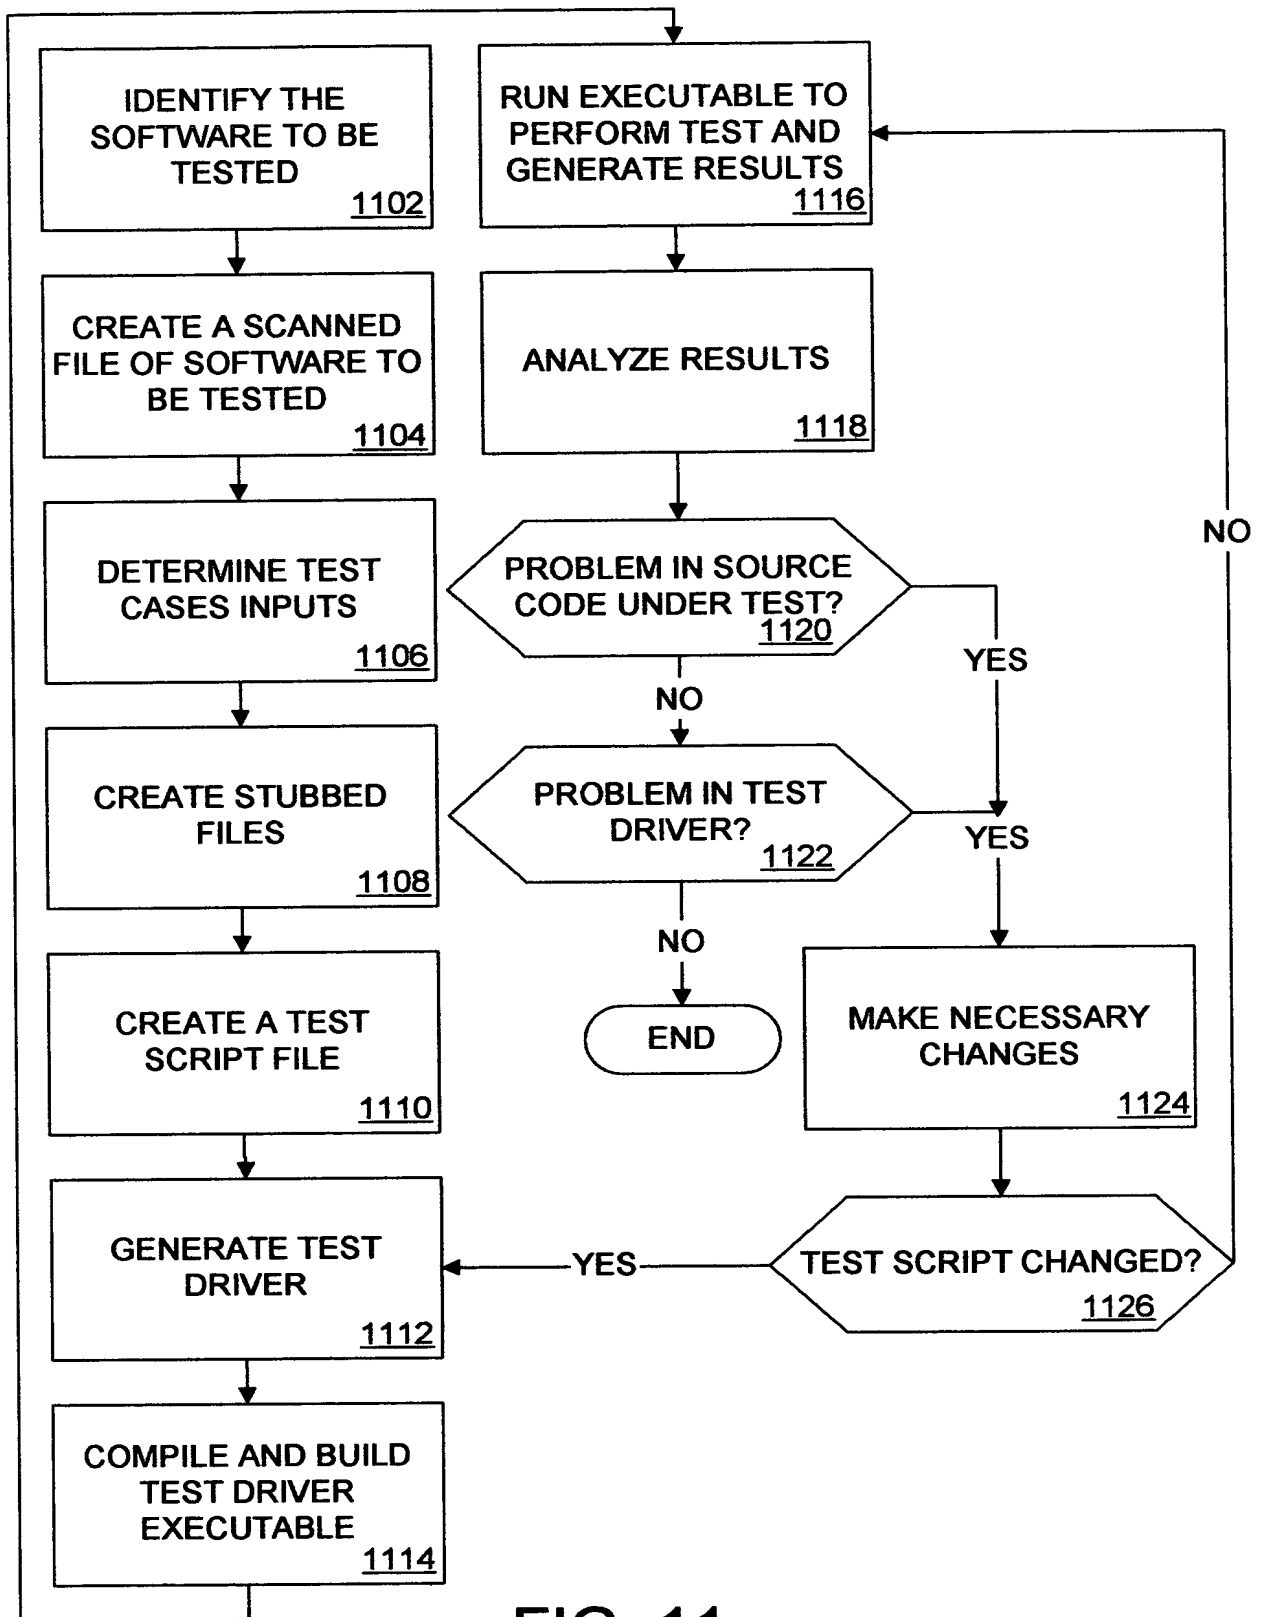 IDENTIFY THE
SOFTWARE TO BE
TESTED
1102
CREATE A SCANNED
FILE OF SOFTWARE TO
BE TESTED
1104
DETERMINE TEST
CASES INPUTS
1106
CREATE STUBBED
FILES
1108
CREATE A TEST
SCRIPT FILE
1110
GENERATE TEST
DRIVER
1112
COMPILE AND BUILD
TEST DRIVER
EXECUTABLE
1114
RUN EXECUTABLE TO
PERFORM TEST AND
GENERATE RESULTS
1116
ANALYZE RESULTS
1118
PROBLEM IN SOURCE
CODE UNDER TEST?
1120
YES
NO
PROBLEM IN TEST
DRIVER?
1122
YES
NO
END
MAKE NECESSARY
CHANGES
1124
TEST SCRIPT CHANGED?
1126
YES
NO
FIG. 11